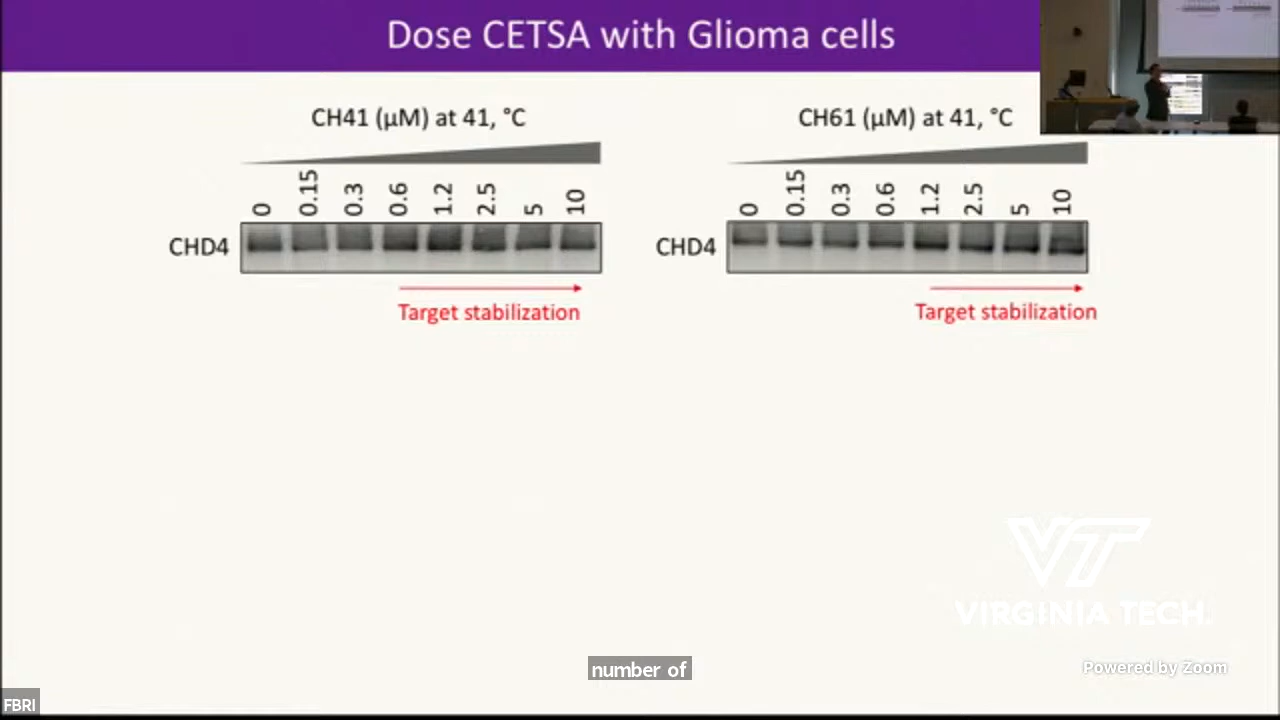 Dose CETSA with Glioma cells
CH41 (µM) at 41, °C
0
0.15
0.3
0.6
1.2
2.5
5
10
CHD4
Target stabilization
CH61 (µM) at 41, °C
0
0.15
0.3
0.6
1.2
2.5
5
10
CHD4
Target stabilization
VT
VIRGINIA TECH.
number of
Powered by Zoom
FBRI